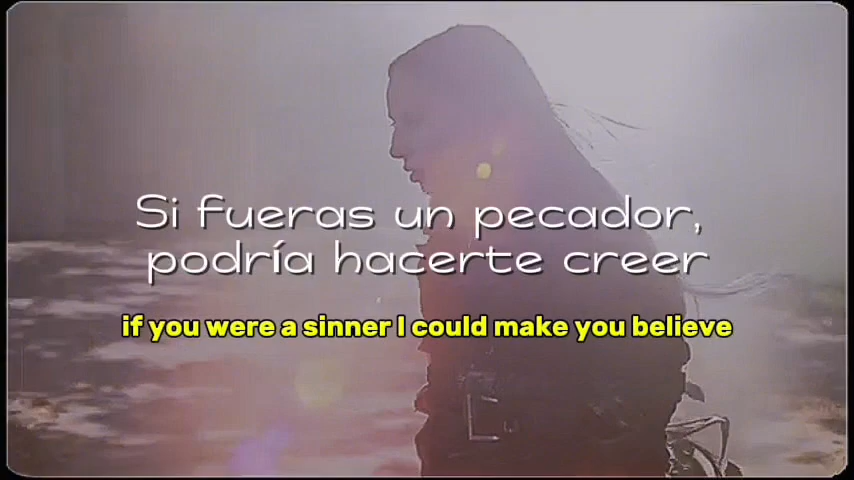 Si fueras un pecador,
podría hacerte creer
if you were a sinner I could make you believe